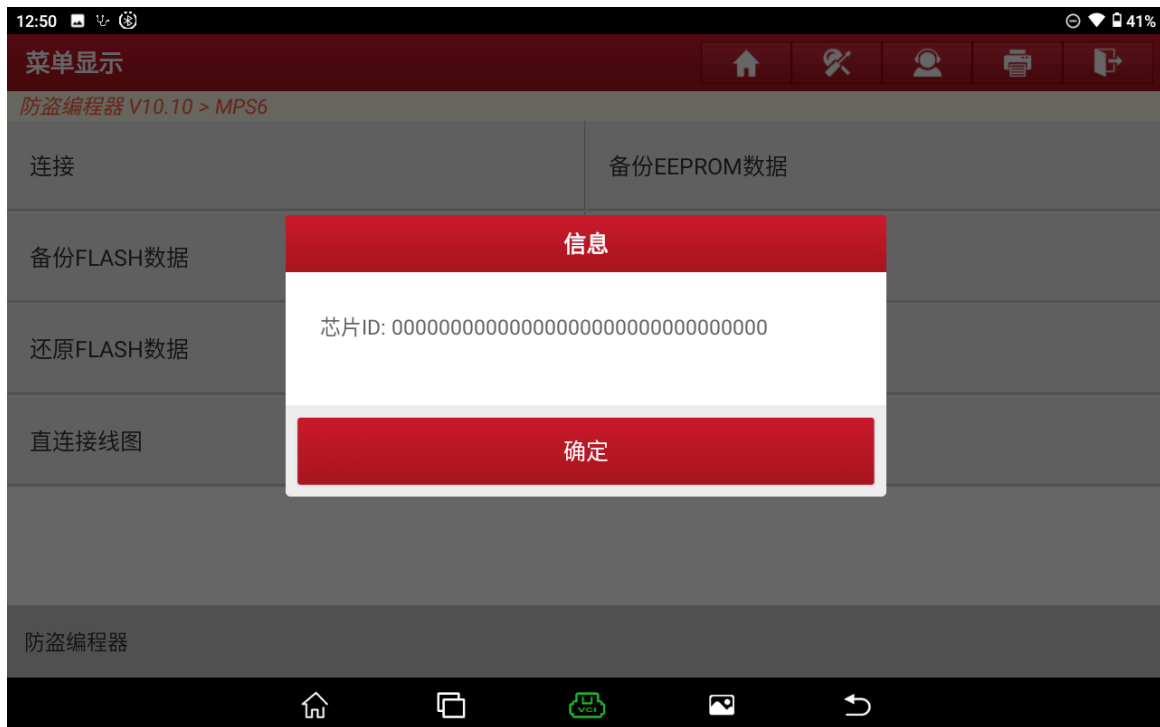 12:50
41%
菜单显示
防盗编程器 V10.10 > MPS6
连接
备份EEPROM数据
备份FLASH数据
信息
芯片ID: 00000000000000000000000000000000
还原FLASH数据
直连接线图
确定
防盗编程器
VCI